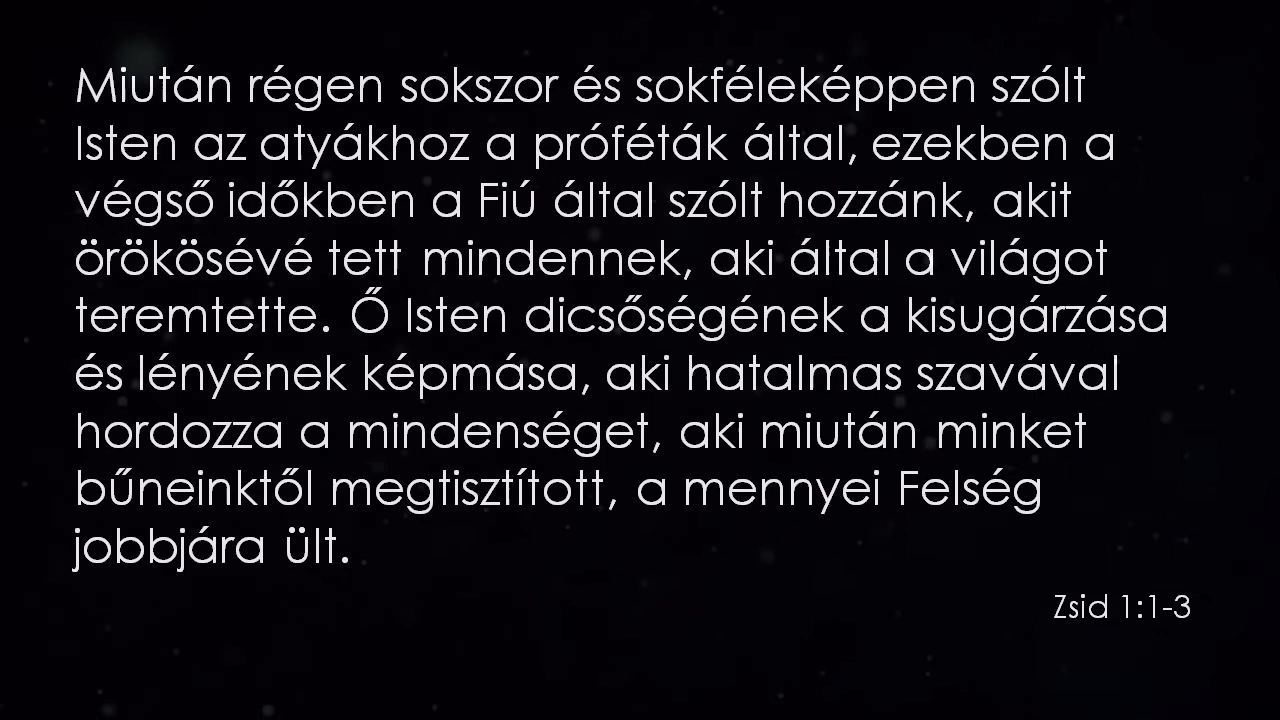 Miután régen sokszor és sokféleképpen szólt
Isten az atyákhoz a próféták által, ezekben a
végső időkben a Fiú által szólt hozzánk, akit
örökösévé tett mindennek, aki által a világot
teremtette. Ő Isten dicsőségének a kisugárzása
és lényének képmása, aki hatalmas szavával
hordozza a mindenséget, aki miután minket
bűneinktől megtisztított, a mennyei Felség
jobbjára ült.
Zsid 1:1-3